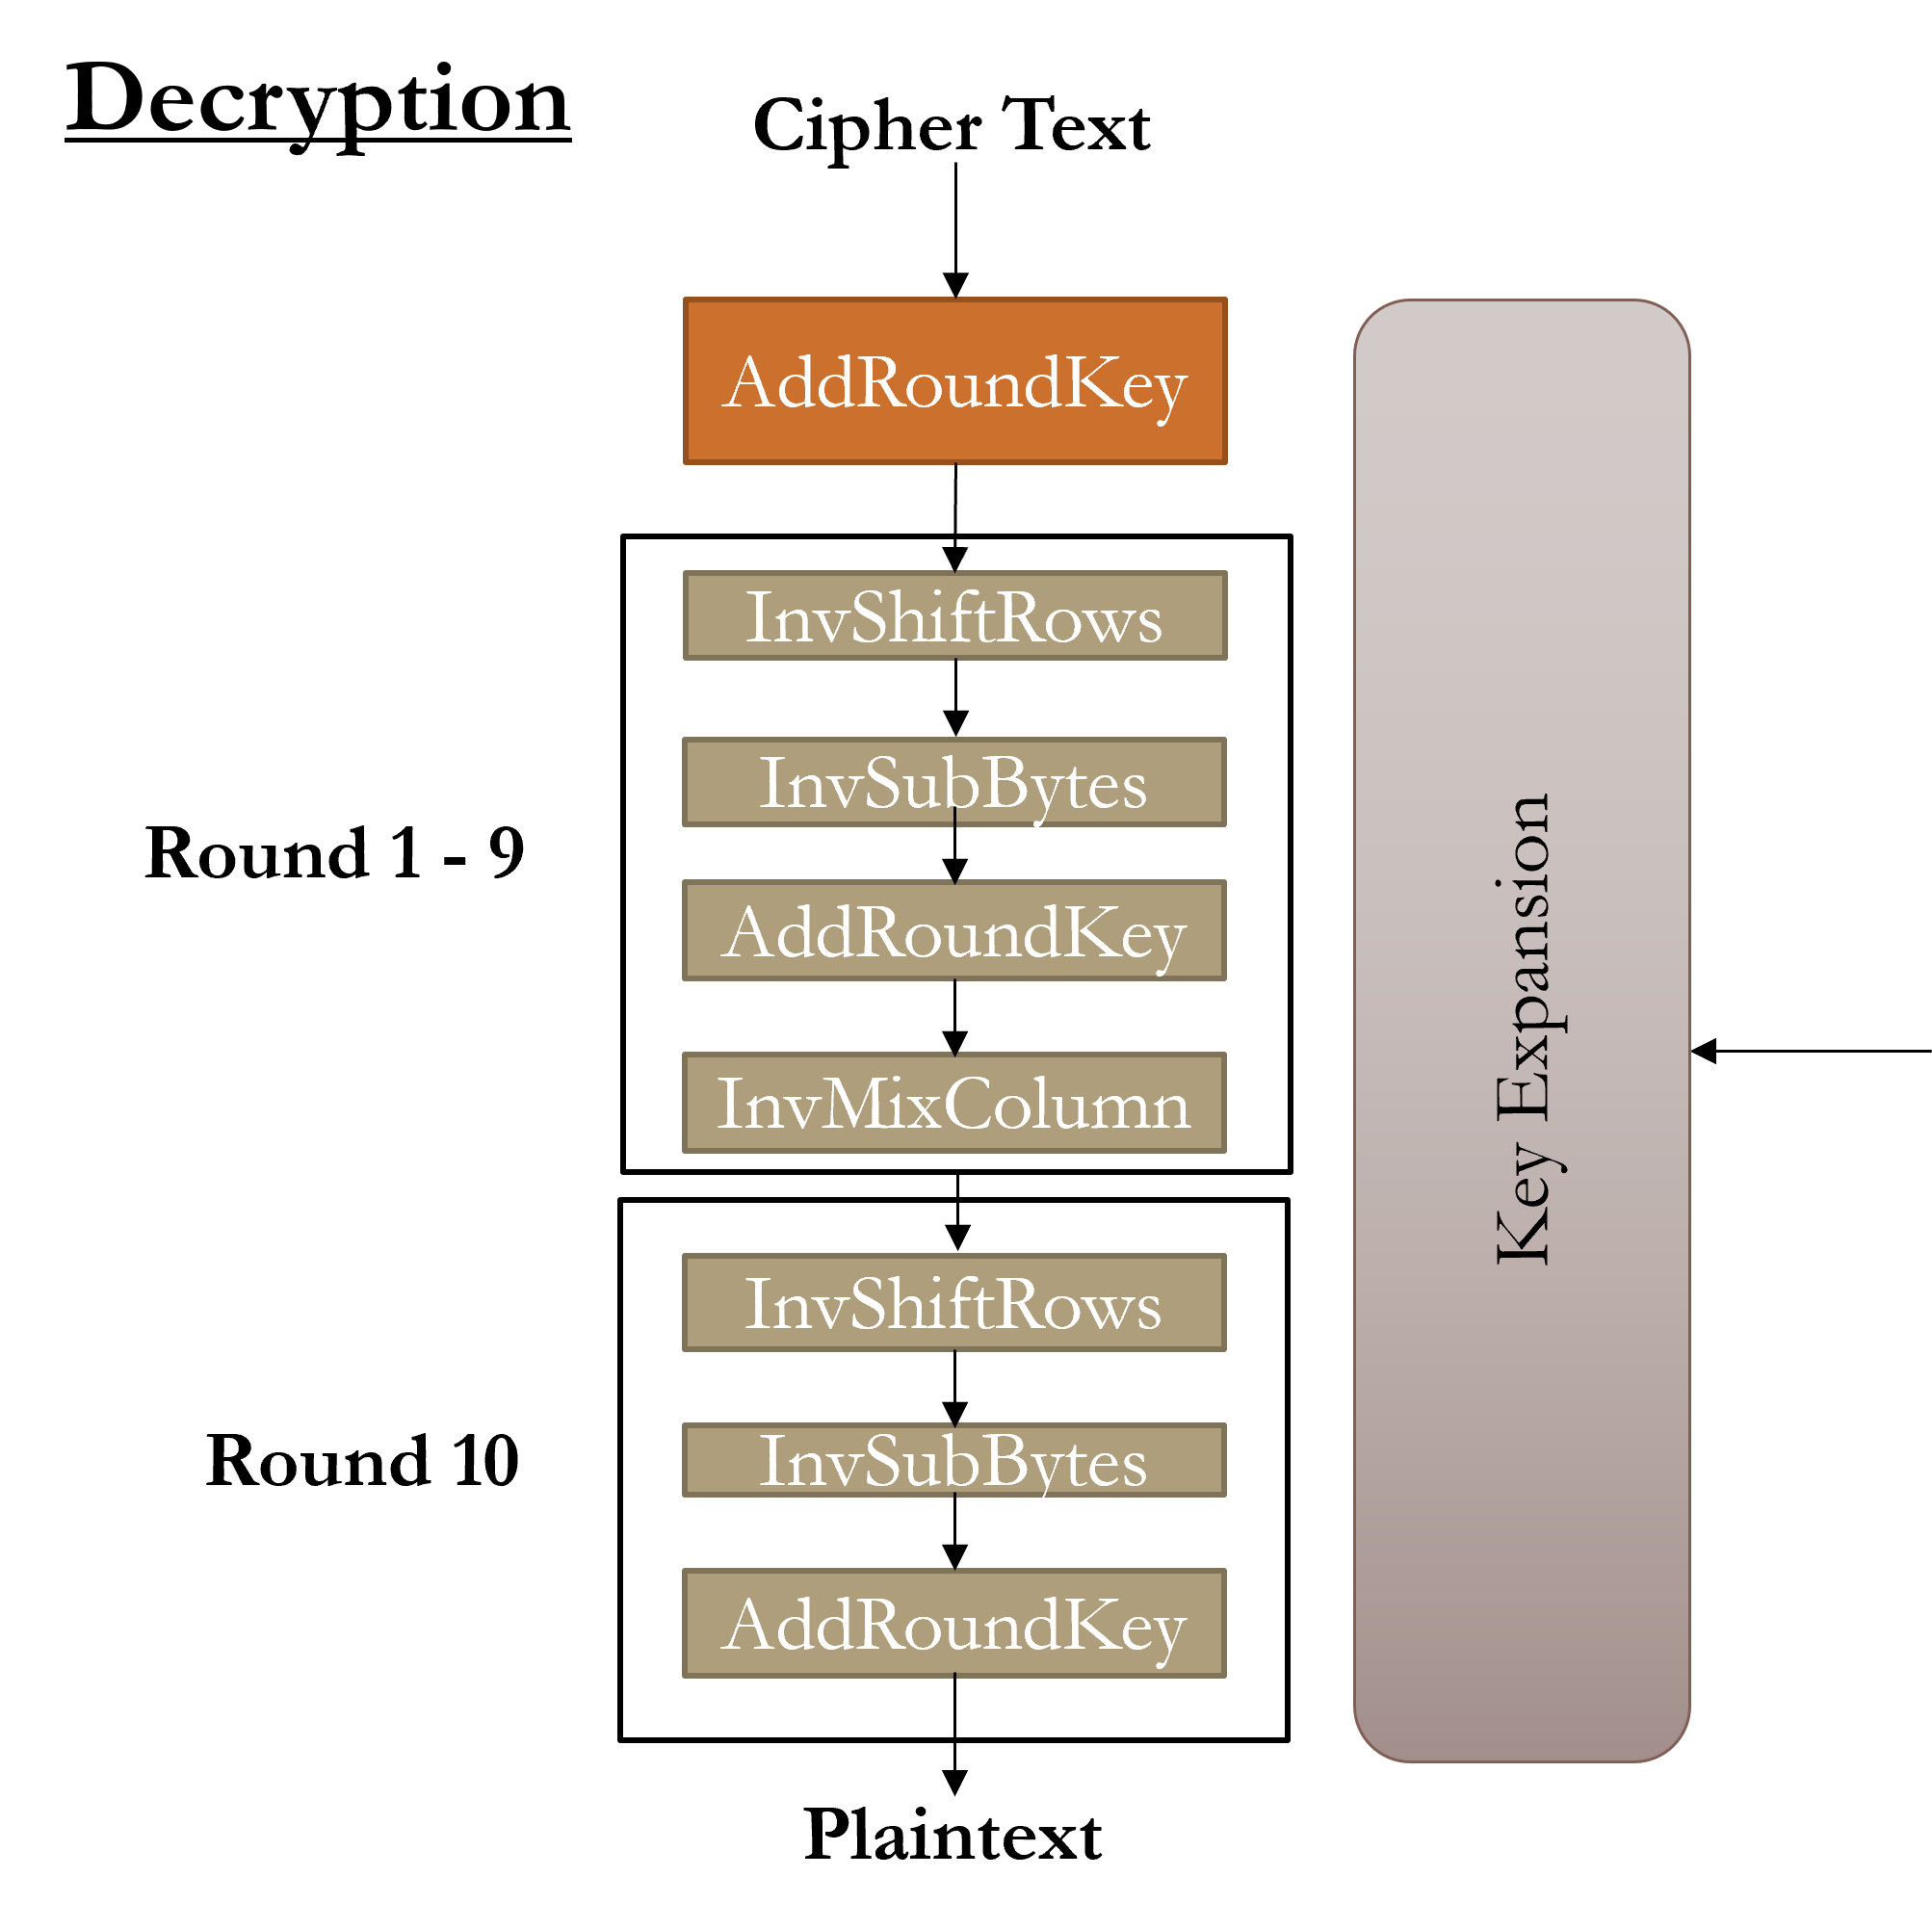 Decryption
Cipher Text
AddRoundKey
InvShiftRows
InvSubBytes
Round 1 - 9
AddRoundKey
InvMixColumn
Key Expansion
InvShiftRows
InvSubBytes
Round 10
AddRoundKey
Plaintext